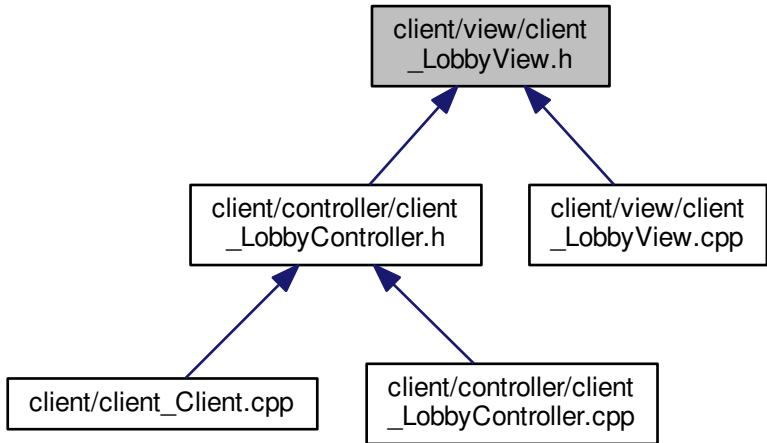 client/view/client
_LobbyView.h
client/controller/client
_LobbyController.h
client/view/client
_LobbyView.cpp
client/client_Client.cpp
client/controller/client
_LobbyController.cpp